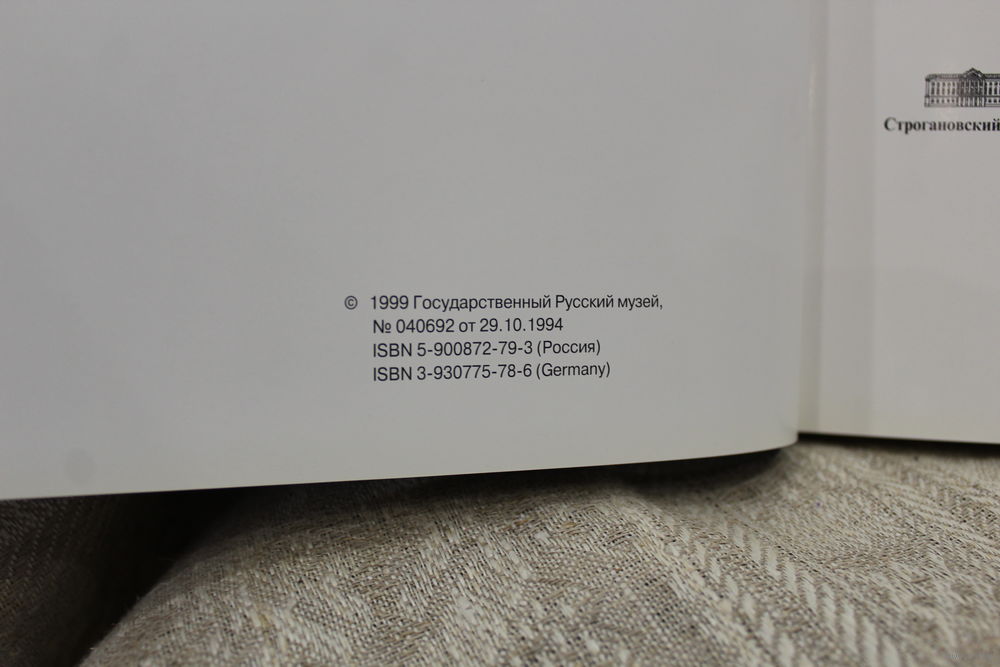 © 1999 Государственный Русский музей,
№ 040692 от 29.10.1994
ISBN 5-900872-79-3 (Россия)
ISBN 3-930775-78-6 (Germany)
Строгановский